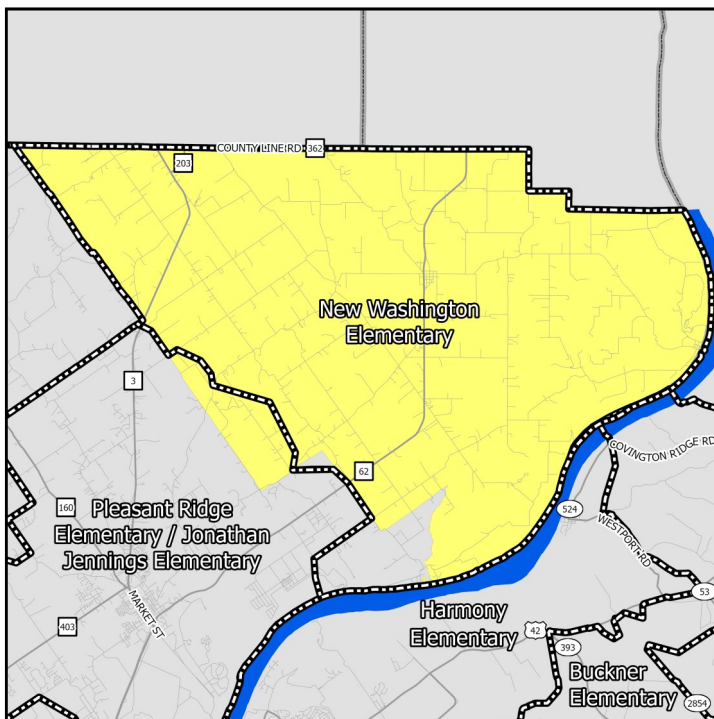 COUNTY LINE RD
362
203
New Washington
Elementary
3
62
COVINGTON RIDGE RD
160
Pleasant Ridge
Elementary / Jonathan
Jennings Elementary
524
WESTPORT RD
53
MARKET ST
403
Harmony
Elementary
42
393
Buckner
Elementary
2854